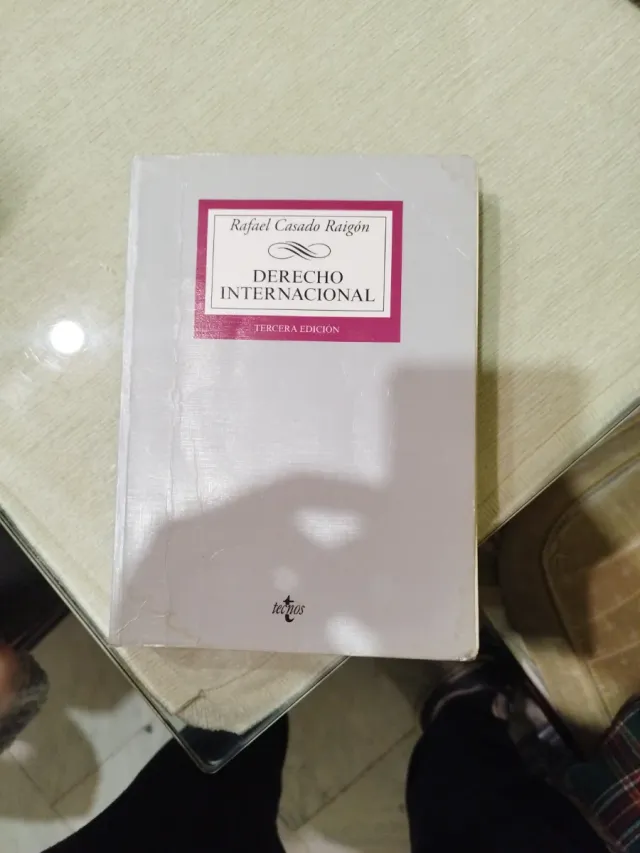 Rafael Casado Raigón
DERECHO
INTERNACIONAL
TERCERA EDICIÓN
tecnos